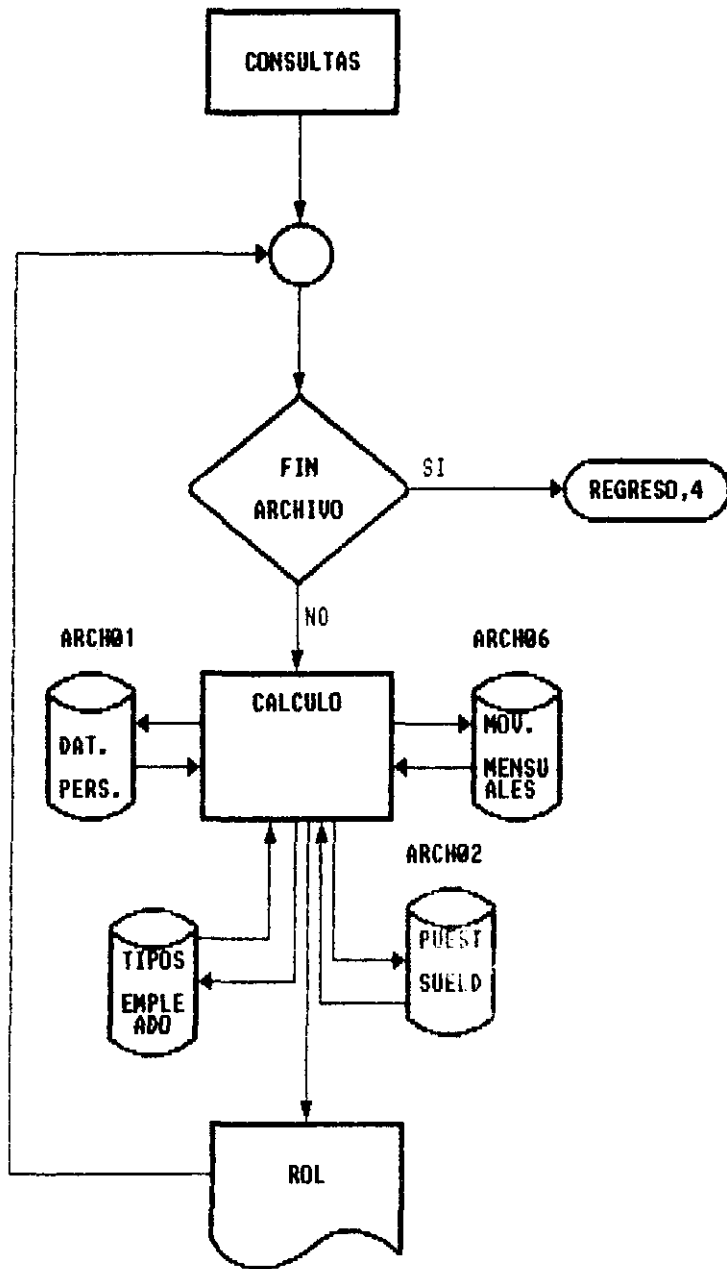 CONSULTAS
FIN
ARCHIVO
SI
REGRESO,4
NO
ARCH01
ARCH06
CALCULO
DAT.
PERS.
MOV.
MENSU
ALES
ARCH02
TIPOS
EMPLE
ADO
PUEST
SUELD
ROL